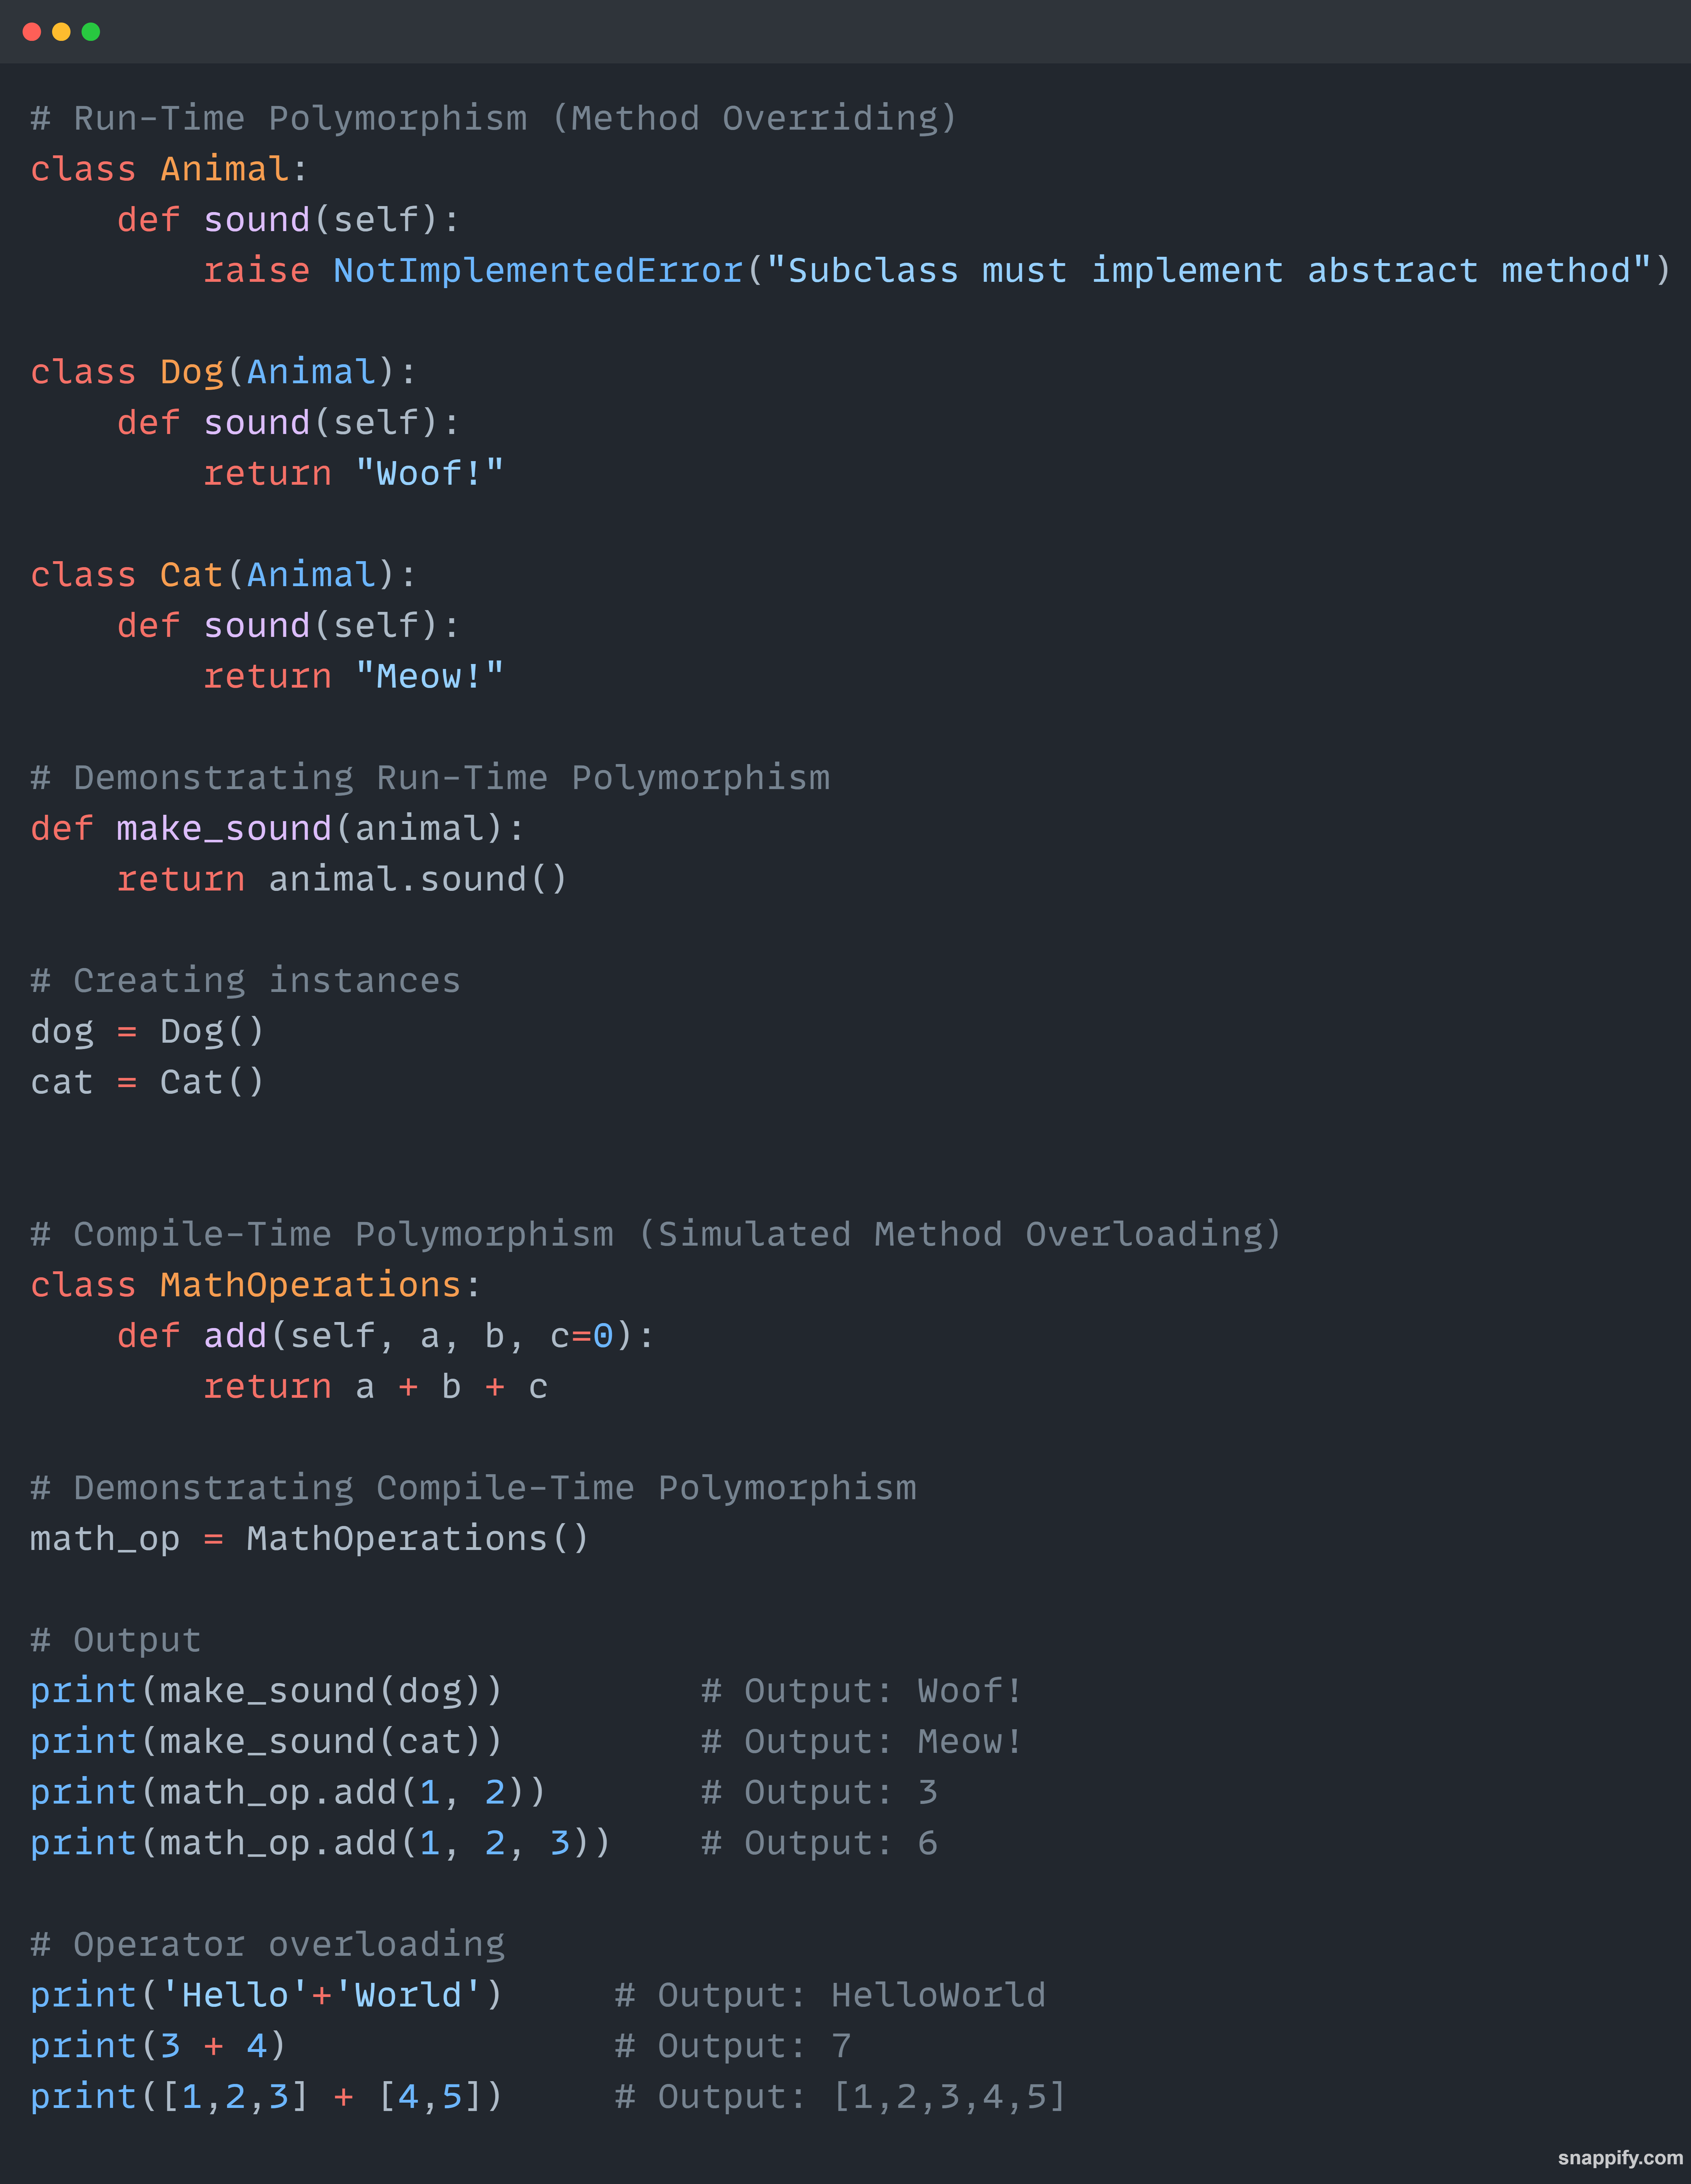 # Run-Time Polymorphism (Method Overriding)
class Animal:
    def sound(self):
        raise NotImplementedError("Subclass must implement abstract method")

class Dog(Animal):
    def sound(self):
        return "Woof!"

class Cat(Animal):
    def sound(self):
        return "Meow!"

# Demonstrating Run-Time Polymorphism
def make_sound(animal):
    return animal.sound()

# Creating instances
dog = Dog()
cat = Cat()


# Compile-Time Polymorphism (Simulated Method Overloading)
class MathOperations:
    def add(self, a, b, c=0):
        return a + b + c

# Demonstrating Compile-Time Polymorphism
math_op = MathOperations()

# Output
print(make_sound(dog))         # Output: Woof!
print(make_sound(cat))         # Output: Meow!
print(math_op.add(1, 2))       # Output: 3
print(math_op.add(1, 2, 3))    # Output: 6

# Operator overloading
print('Hello'+'World')     # Output: HelloWorld
print(3 + 4)               # Output: 7
print([1,2,3] + [4,5])     # Output: [1,2,3,4,5]
snappify.com